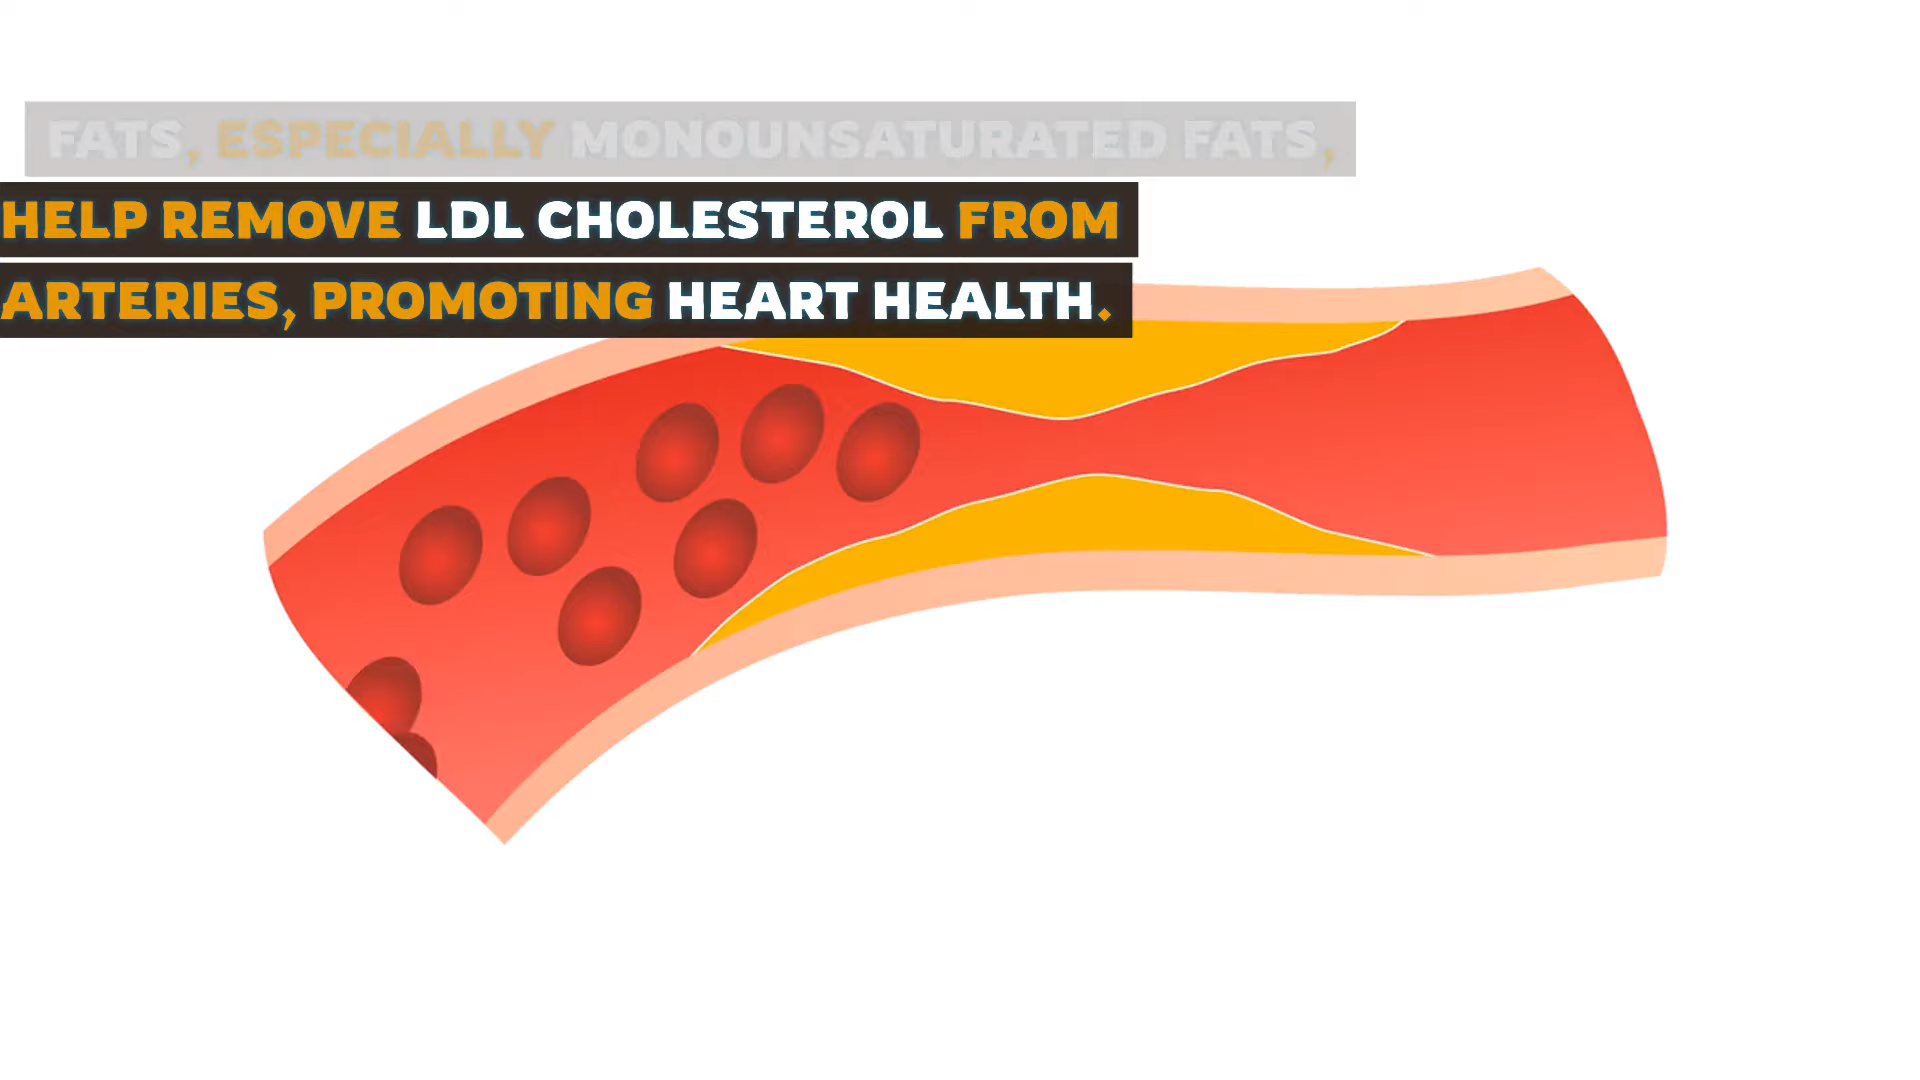 FATS, ESPECIALLY MONOUNSATURATED FATS,
HELP REMOVE LDL CHOLESTEROL FROM
ARTERIES, PROMOTING HEART HEALTH.